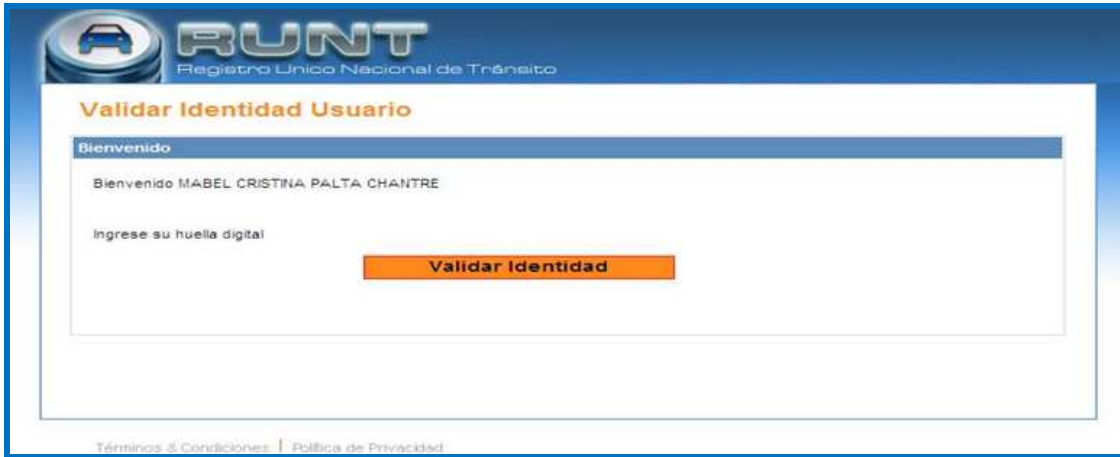 RUNT
Registro Unico Nacional de Tránsito
Validar Identidad Usuario
Bienvenido
Bienvenido MABEL CRISTINA PALTA CHANTRE
Ingrese su huella digital
Validar Identidad
Términos & Condiciones | Política de Privacidad